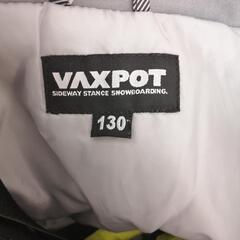 VAXPOT
SIDEWAY STANCE SNOWBOARDING.
130